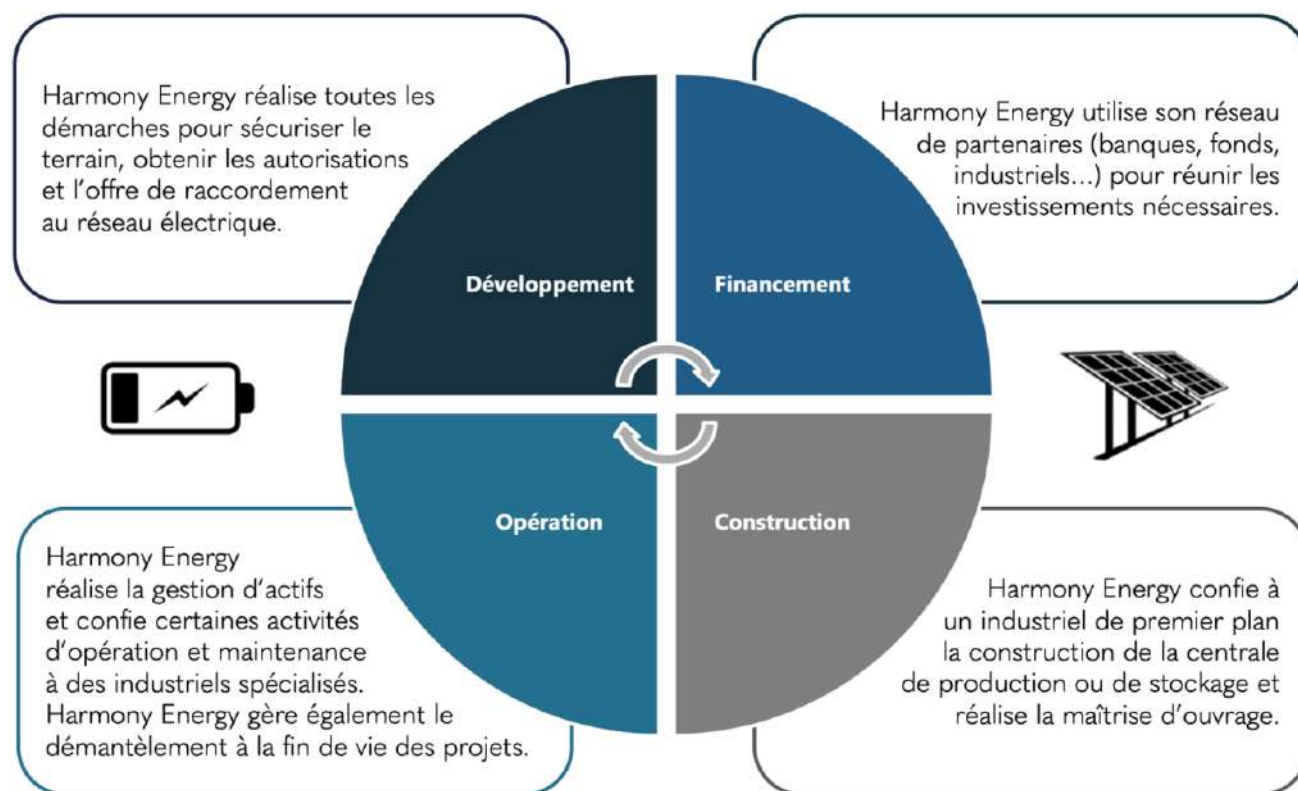 Harmony Energy réalise toutes les
démarches pour sécuriser le
terrain, obtenir les autorisations
et l’offre de raccordement
au réseau électrique.
Harmony Energy utilise son réseau
de partenaires (banques, fonds,
industriels...) pour réunir les
investissements nécessaires.
Développement
Financement
Opération
Construction
Harmony Energy
réalise la gestion d’actifs
et confie certaines activités
d’opération et maintenance
à des industriels spécialisés.
Harmony Energy gère également le
démantèlement à la fin de vie des projets.
Harmony Energy confie à
un industriel de premier plan
la construction de la centrale
de production ou de stockage et
réalise la maîtrise d’ouvrage.